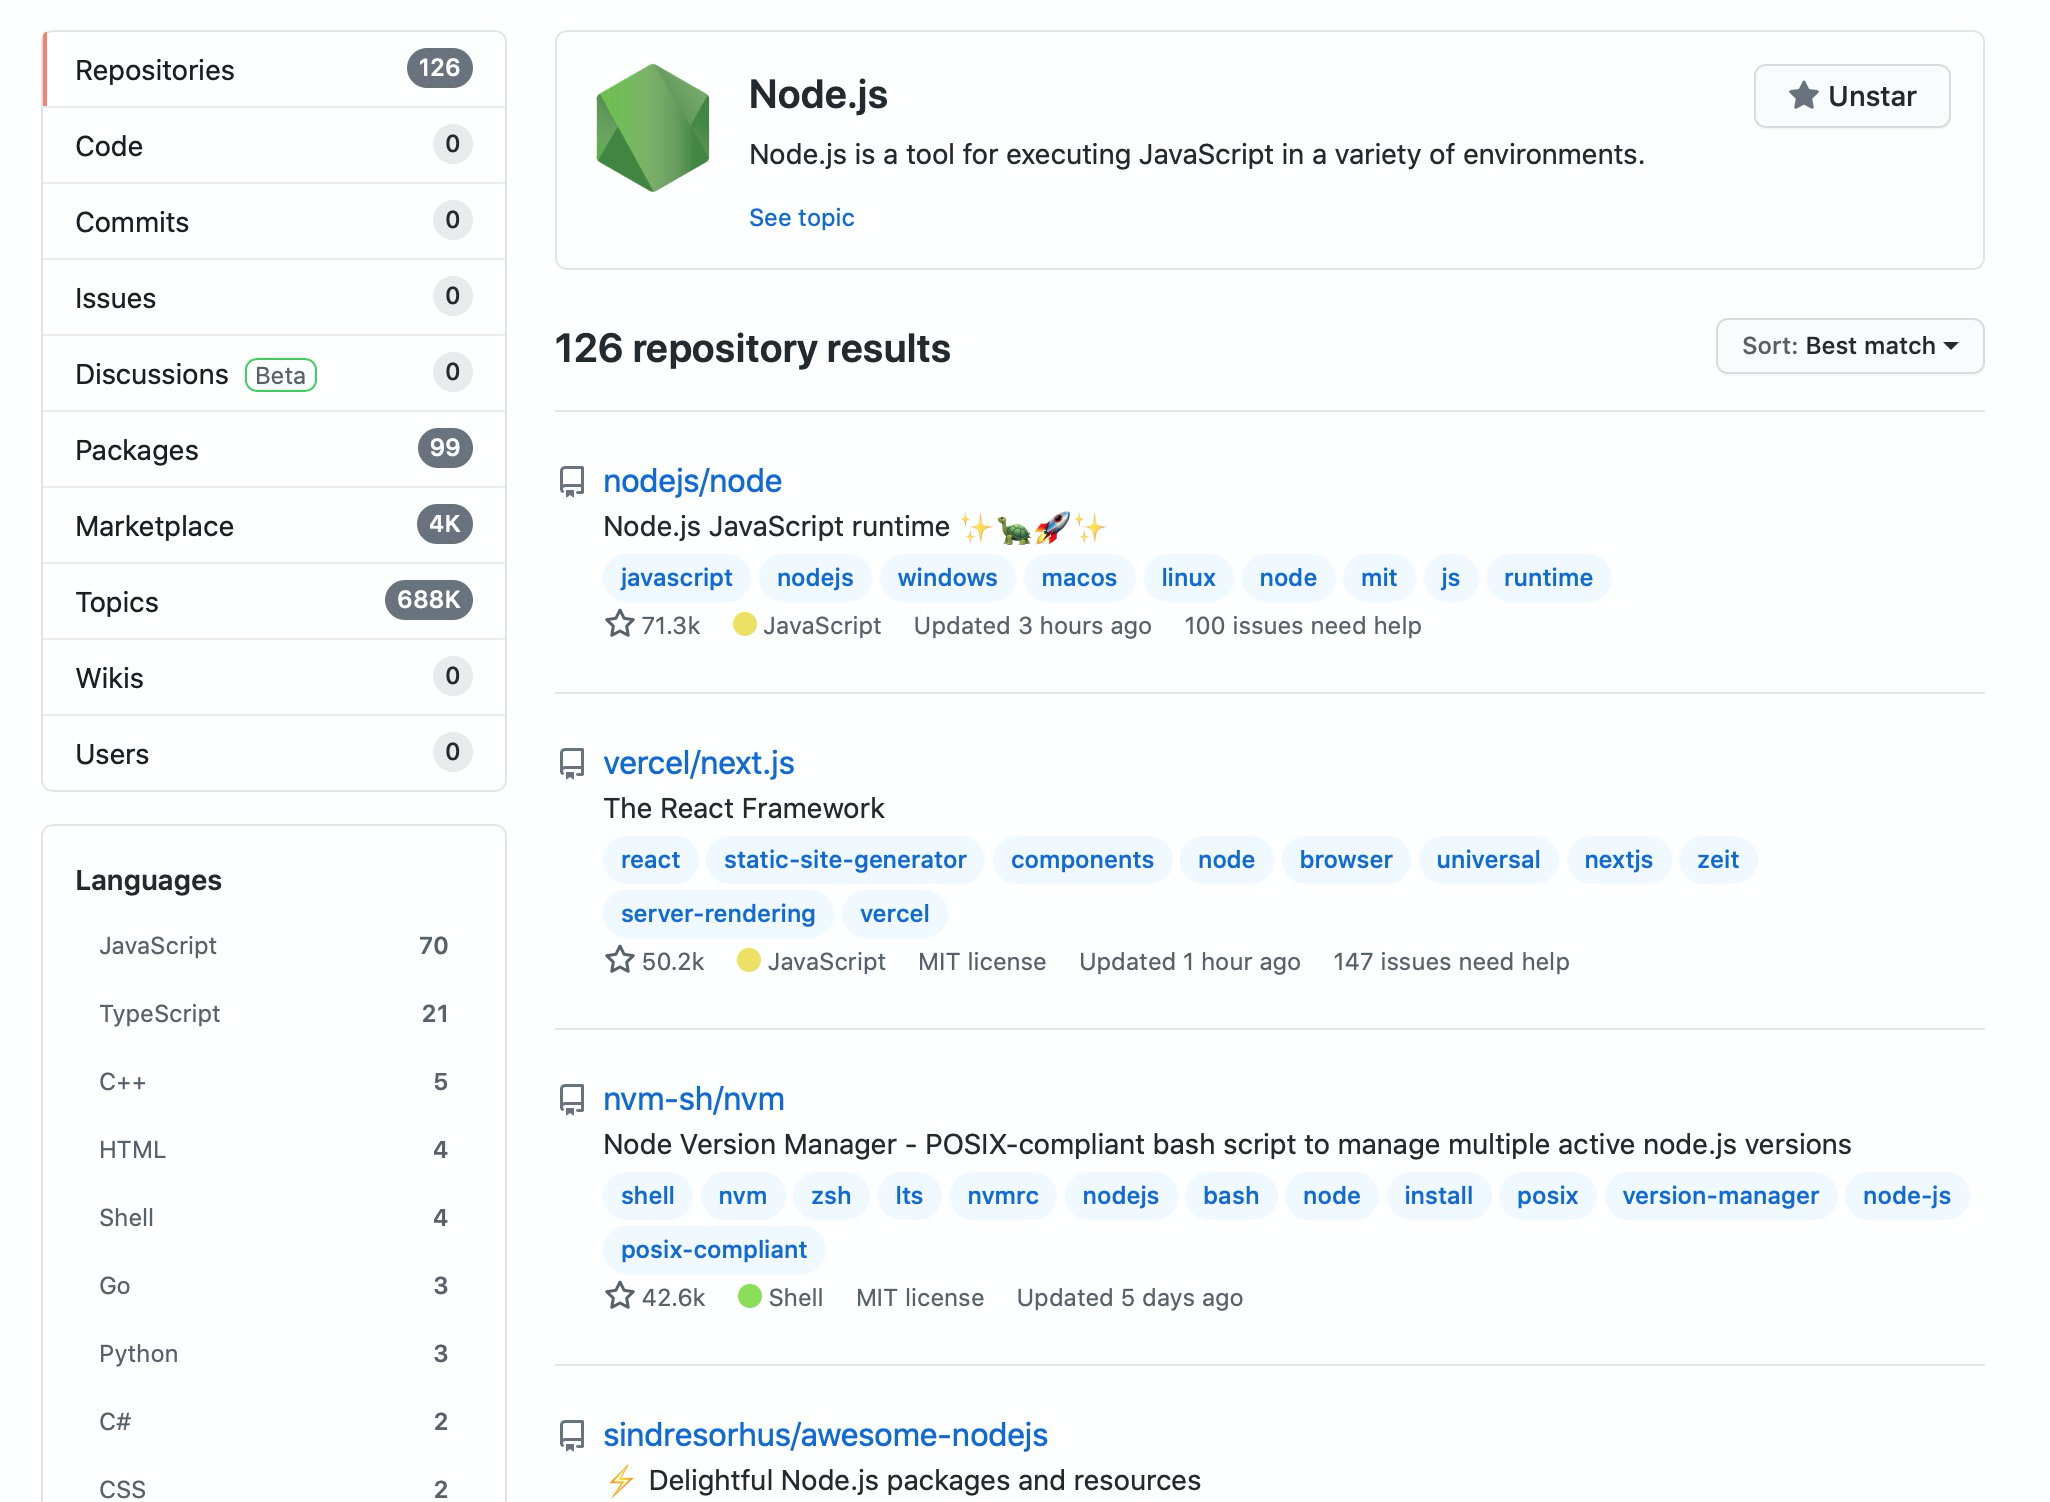 Repositories 126
Code 0
Commits 0
Issues 0
Discussions Beta 0
Packages 99
Marketplace 4K
Topics 688K
Wikis 0
Users 0
Languages
JavaScript 70
TypeScript 21
C++ 5
HTML 4
Shell 4
Go 3
Python 3
C# 2
CSS 2
Node.js
Unstar
Node.js is a tool for executing JavaScript in a variety of environments.
See topic
126 repository results
Sort: Best match
nodejs/node
Node.js JavaScript runtime ✨🐢🚀✨
javascript nodejs windows macos linux node mit js runtime
71.3k JavaScript Updated 3 hours ago 100 issues need help
vercel/next.js
The React Framework
react static-site-generator components node browser universal nextjs zeit
server-rendering vercel
50.2k JavaScript MIT license Updated 1 hour ago 147 issues need help
nvm-sh/nvm
Node Version Manager - POSIX-compliant bash script to manage multiple active node.js versions
shell nvm zsh lts nvmrc nodejs bash node install posix version-manager node-js
posix-compliant
42.6k Shell MIT license Updated 5 days ago
sindresorhus/awesome-nodejs
⚡ Delightful Node.js packages and resources